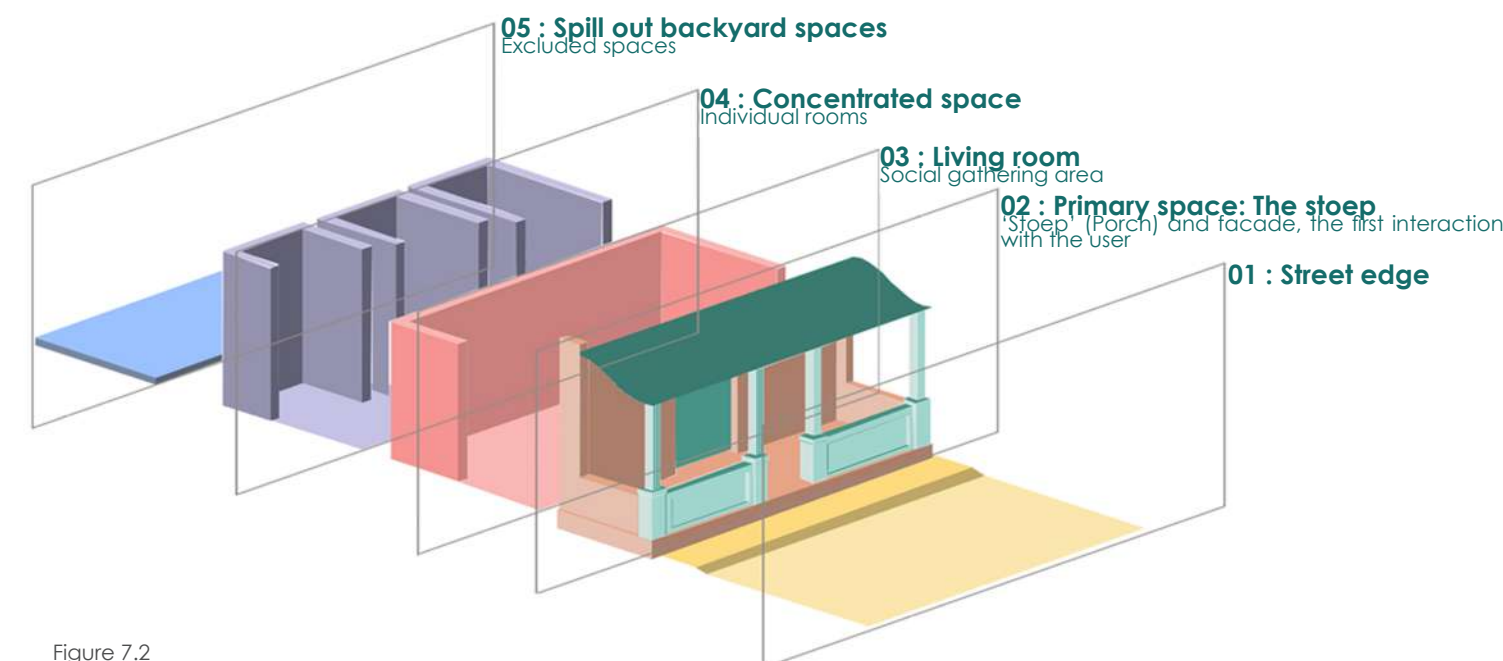 05 : Spill out backyard spaces
Excluded spaces
04 : Concentrated space
Individual rooms
03 : Living room
Social gathering area
02 : Primary space: The stoep
‘Stoep’ (Porch) and facade, the first interaction
with the user
01 : Street edge
Figure 7.2